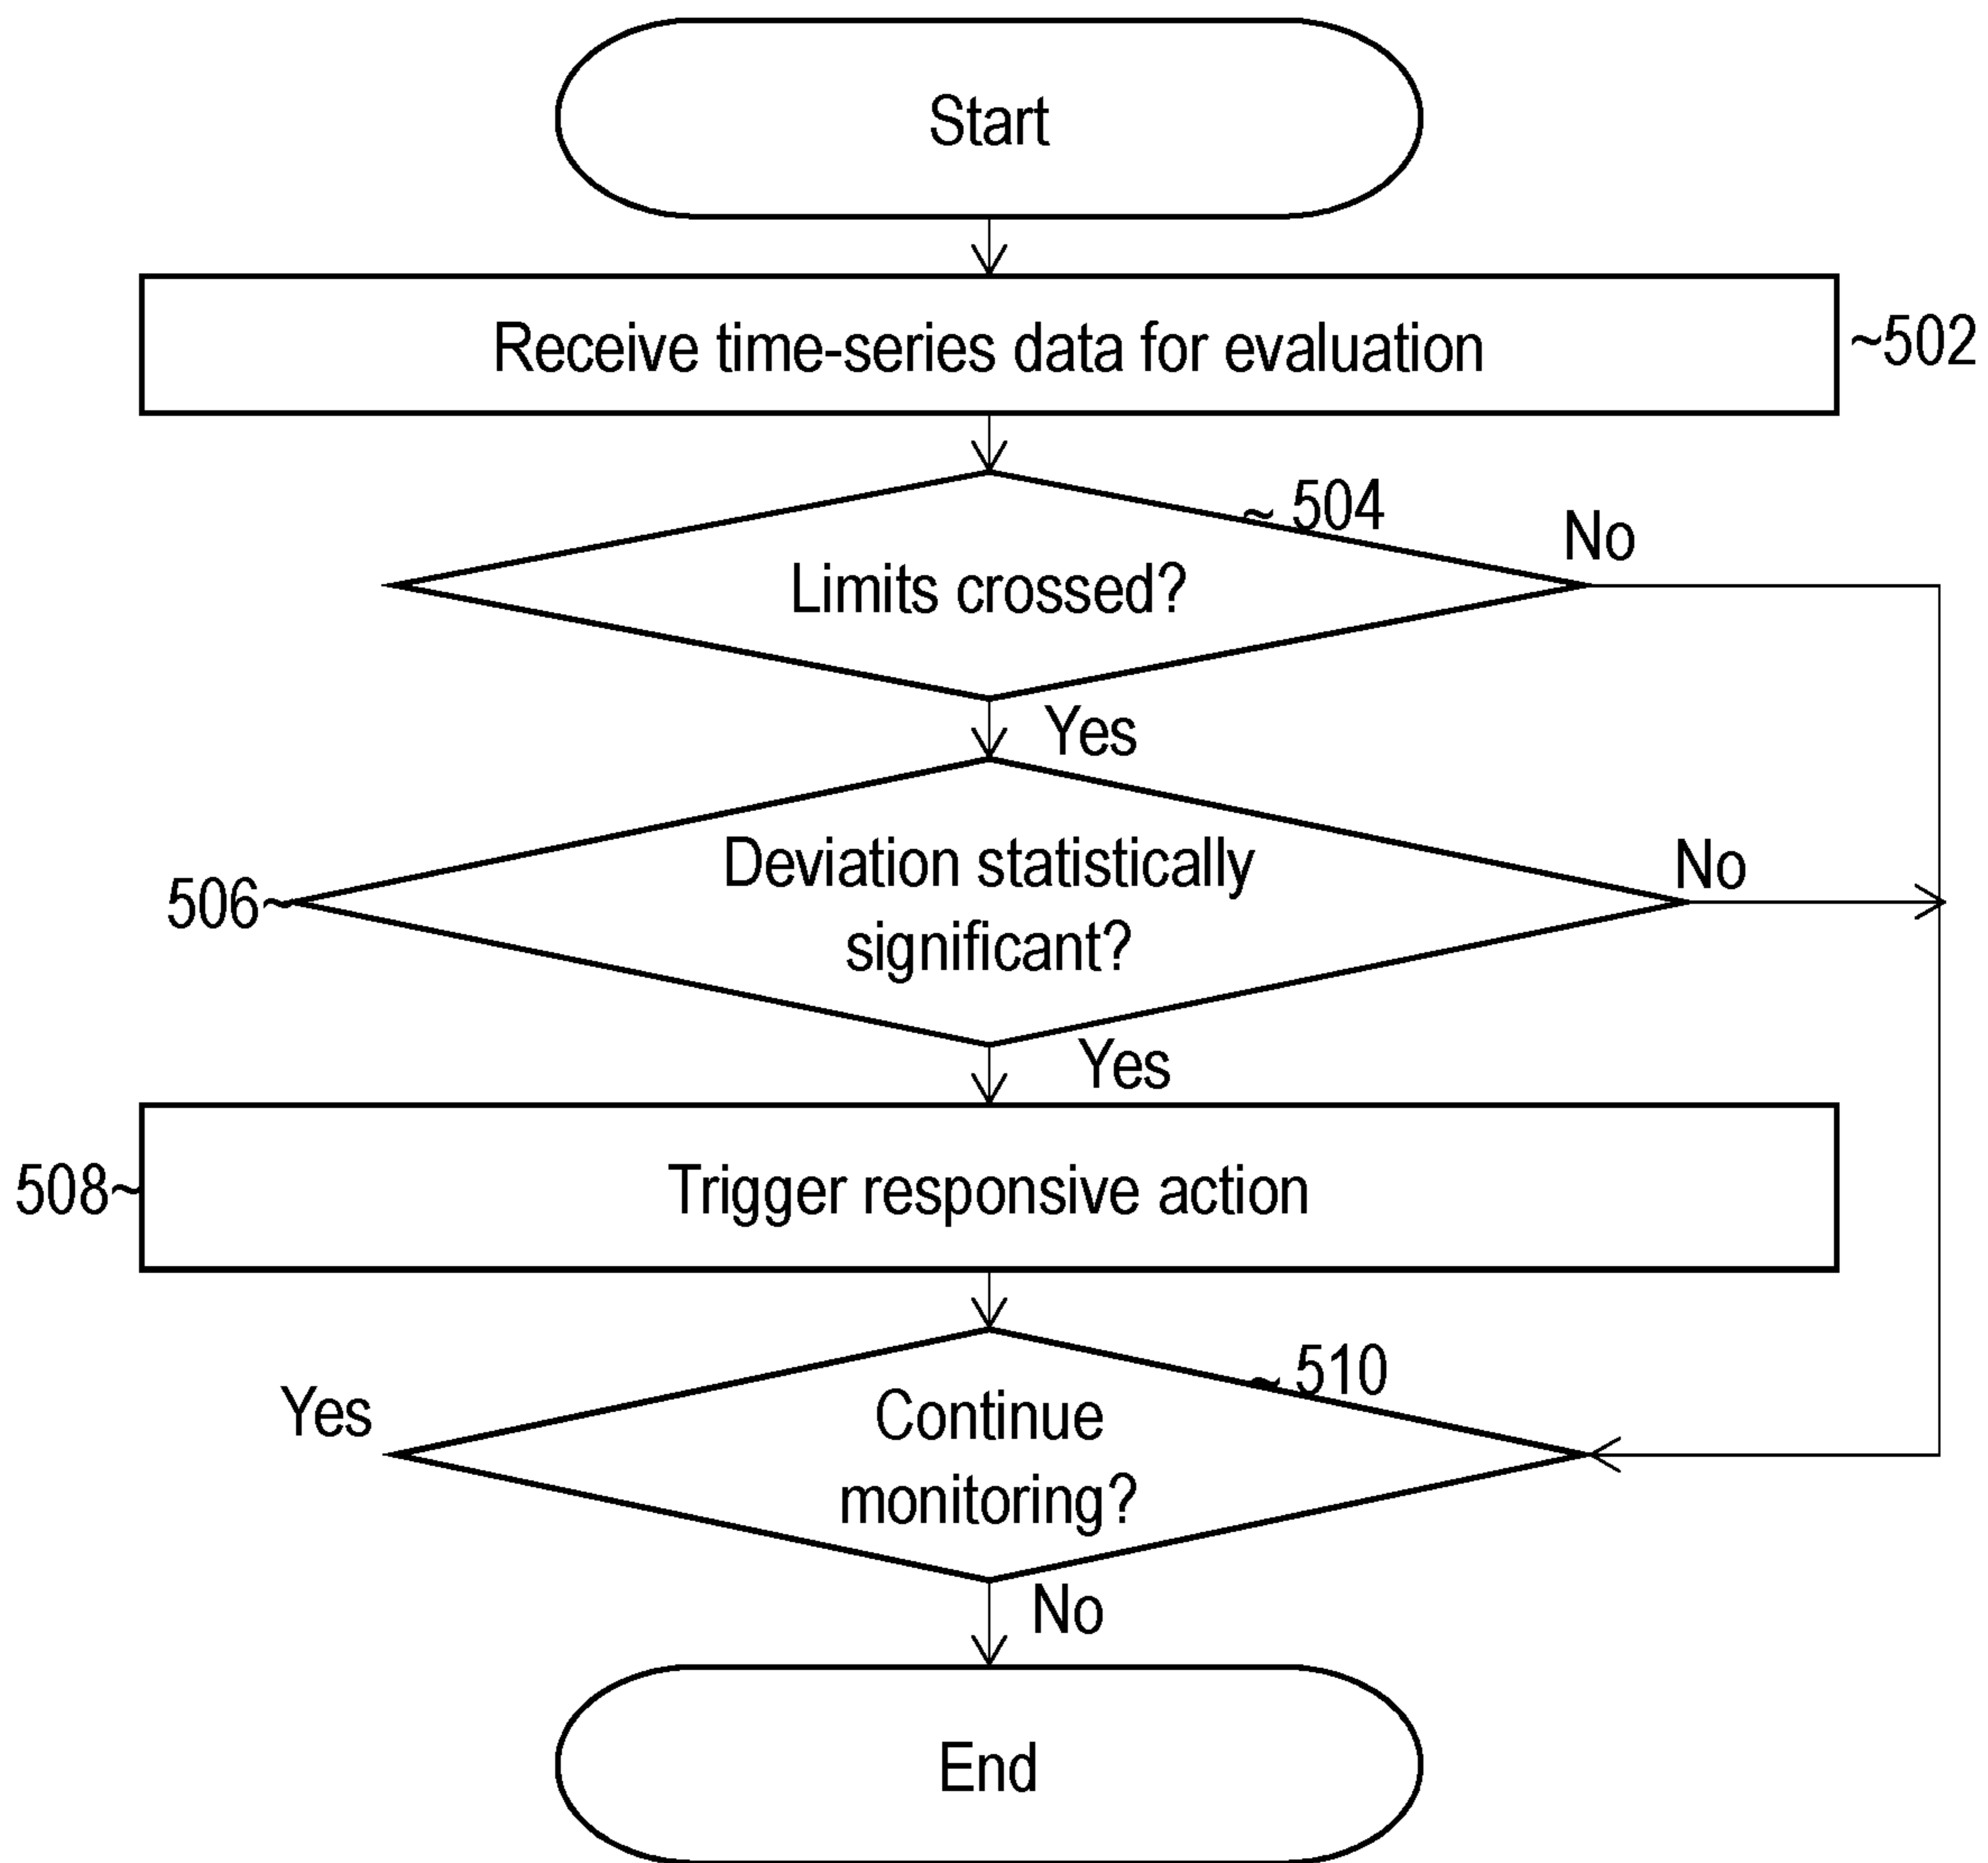 Start
Receive time-series data for evaluation
~502
~ 504
No
Limits crossed?
Yes
Deviation statistically
significant?
No
506~
Yes
508~
Trigger responsive action
~ 510
Yes
Continue
monitoring?
No
End